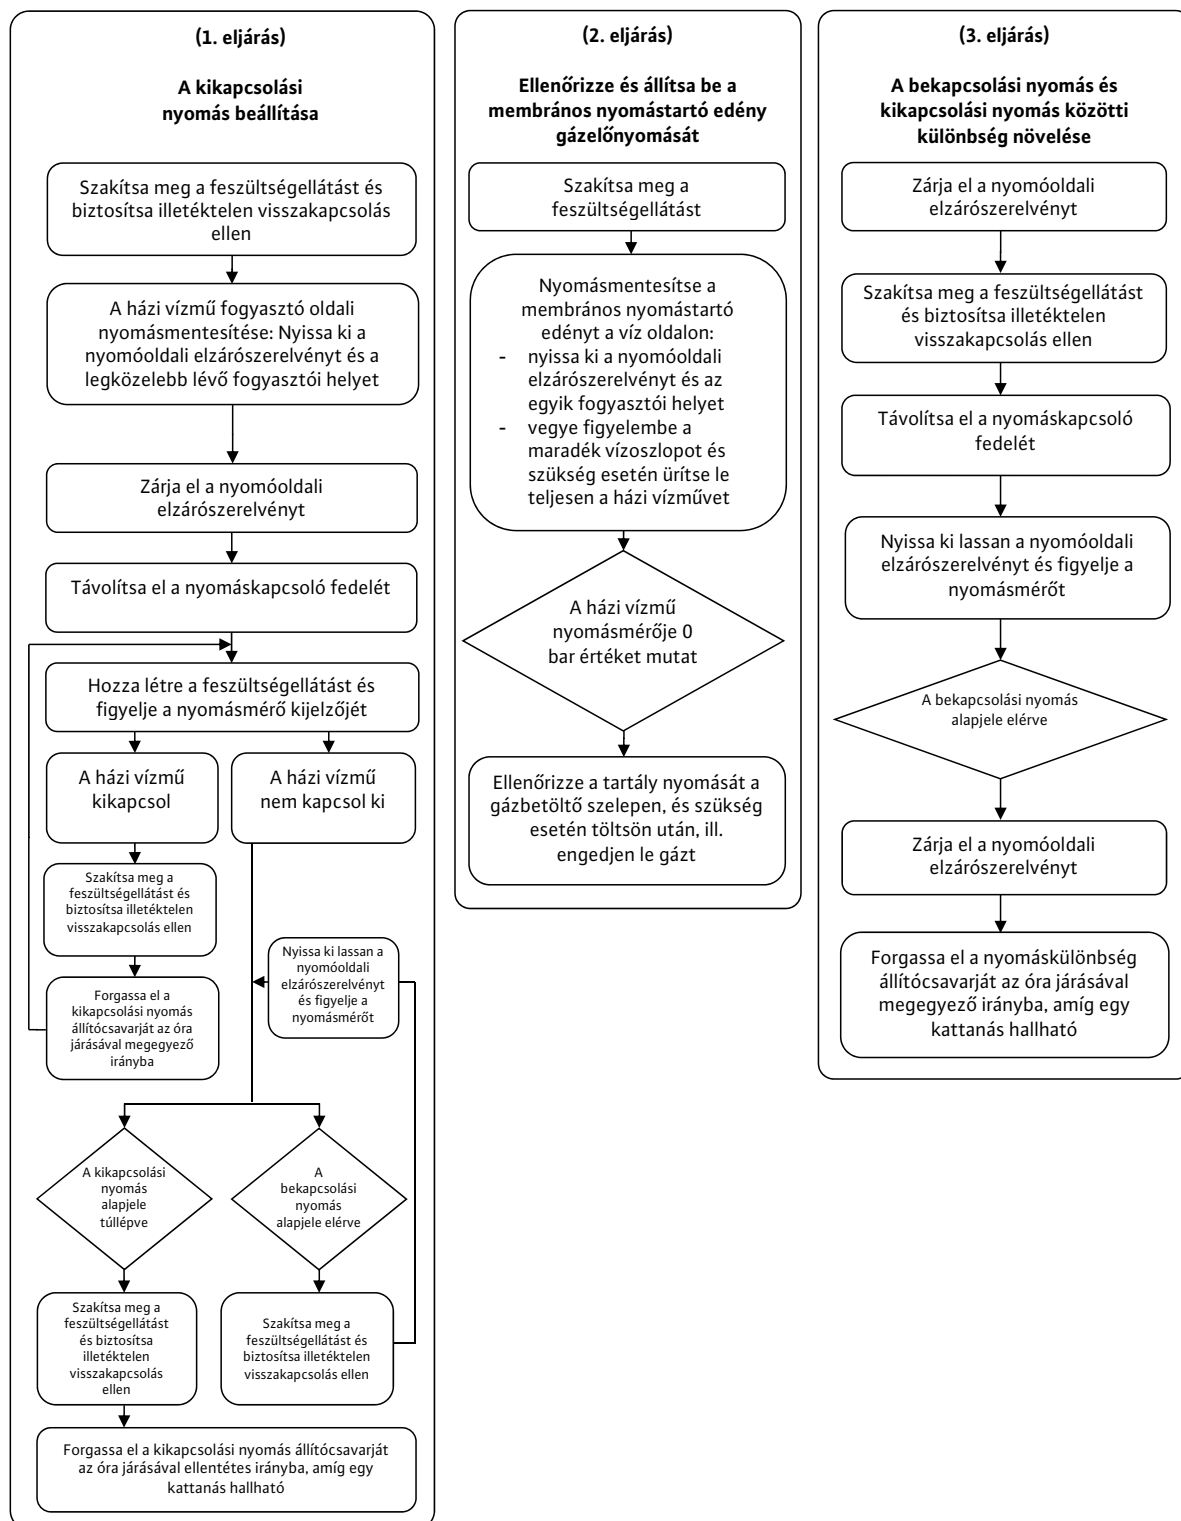 (1. eljárás)
A kikapcsolási
nyomás beállítása
Szakítsa meg a feszültségellátást és
biztosítsa illetéktelen visszakapcsolás
ellen
A házi vízmű fogyasztó oldali
nyomásmentesítése: Nyissa ki a
nyomóoldali elzárószerelvényt és a
legközelebb lévő fogyasztói helyet
Zárja el a nyomóoldali
elzárószerelvényt
Távolítsa el a nyomáskapcsoló fedelét
Hozza létre a feszültségellátást és
figyelje a nyomásmérő kijelzőjét
A házi vízmű
kikapcsol
A házi vízmű
nem kapcsol ki
Szakítsa meg a
feszültségellátást és
biztosítsa illetéktelen
visszakapcsolás ellen
Forgassa el a
kikapcsolási nyomás
állítócsavarját az óra
járásával megegyező
irányba
Nyissa ki lassan a
nyomóoldali
elzárószerelvényt
és figyelje a
nyomásmérőt
A kikapcsolási
nyomás
alapjele
túllépve
A
bekapcsolási
nyomás
alapjele elérve
Szakítsa meg a
feszültségellátást
és biztosítsa
illetéktelen
visszakapcsolás
ellen
Szakítsa meg a
feszültségellátást és
biztosítsa illetéktelen
visszakapcsolás ellen
Forgassa el a kikapcsolási nyomás állítócsavarját
az óra járásával ellentétes irányba, amíg egy
kattanás hallható
(2. eljárás)
Ellenőrizze és állítsa be a
membrános nyomástartó edény
gázelőnyomását
Szakítsa meg a
feszültségellátást
Nyomásmentesítse a
membrános nyomástartó
edényt a víz oldalon:
- nyissa ki a nyomóoldali
elzárószerelvényt és az
egyik fogyasztói helyet
- vegye figyelembe a
maradék vízoszlopot és
szükség esetén ürítse le
teljesen a házi vízművet
A házi vízmű
nyomásmérője 0
bar értéket mutat
Ellenőrizze a tartály nyomását a
gázbetöltő szelepen, és szükség
esetén töltsön után, ill.
engedjen le gázt
(3. eljárás)
A bekapcsolási nyomás és
kikapcsolási nyomás közötti
különbség növelése
Zárja el a nyomóoldali
elzárószerelvényt
Szakítsa meg a feszültségellátást
és biztosítsa illetéktelen
visszakapcsolás ellen
Távolítsa el a nyomáskapcsoló
fedelét
Nyissa ki lassan a nyomóoldali
elzárószerelvényt és figyelje a
nyomásmérőt
A bekapcsolási nyomás
alapjele elérve
Zárja el a nyomóoldali
elzárószerelvényt
Forgassa el a nyomáskülönbség
állítócsavarját az óra járásával
megegyező irányba, amíg egy
kattanás hallható